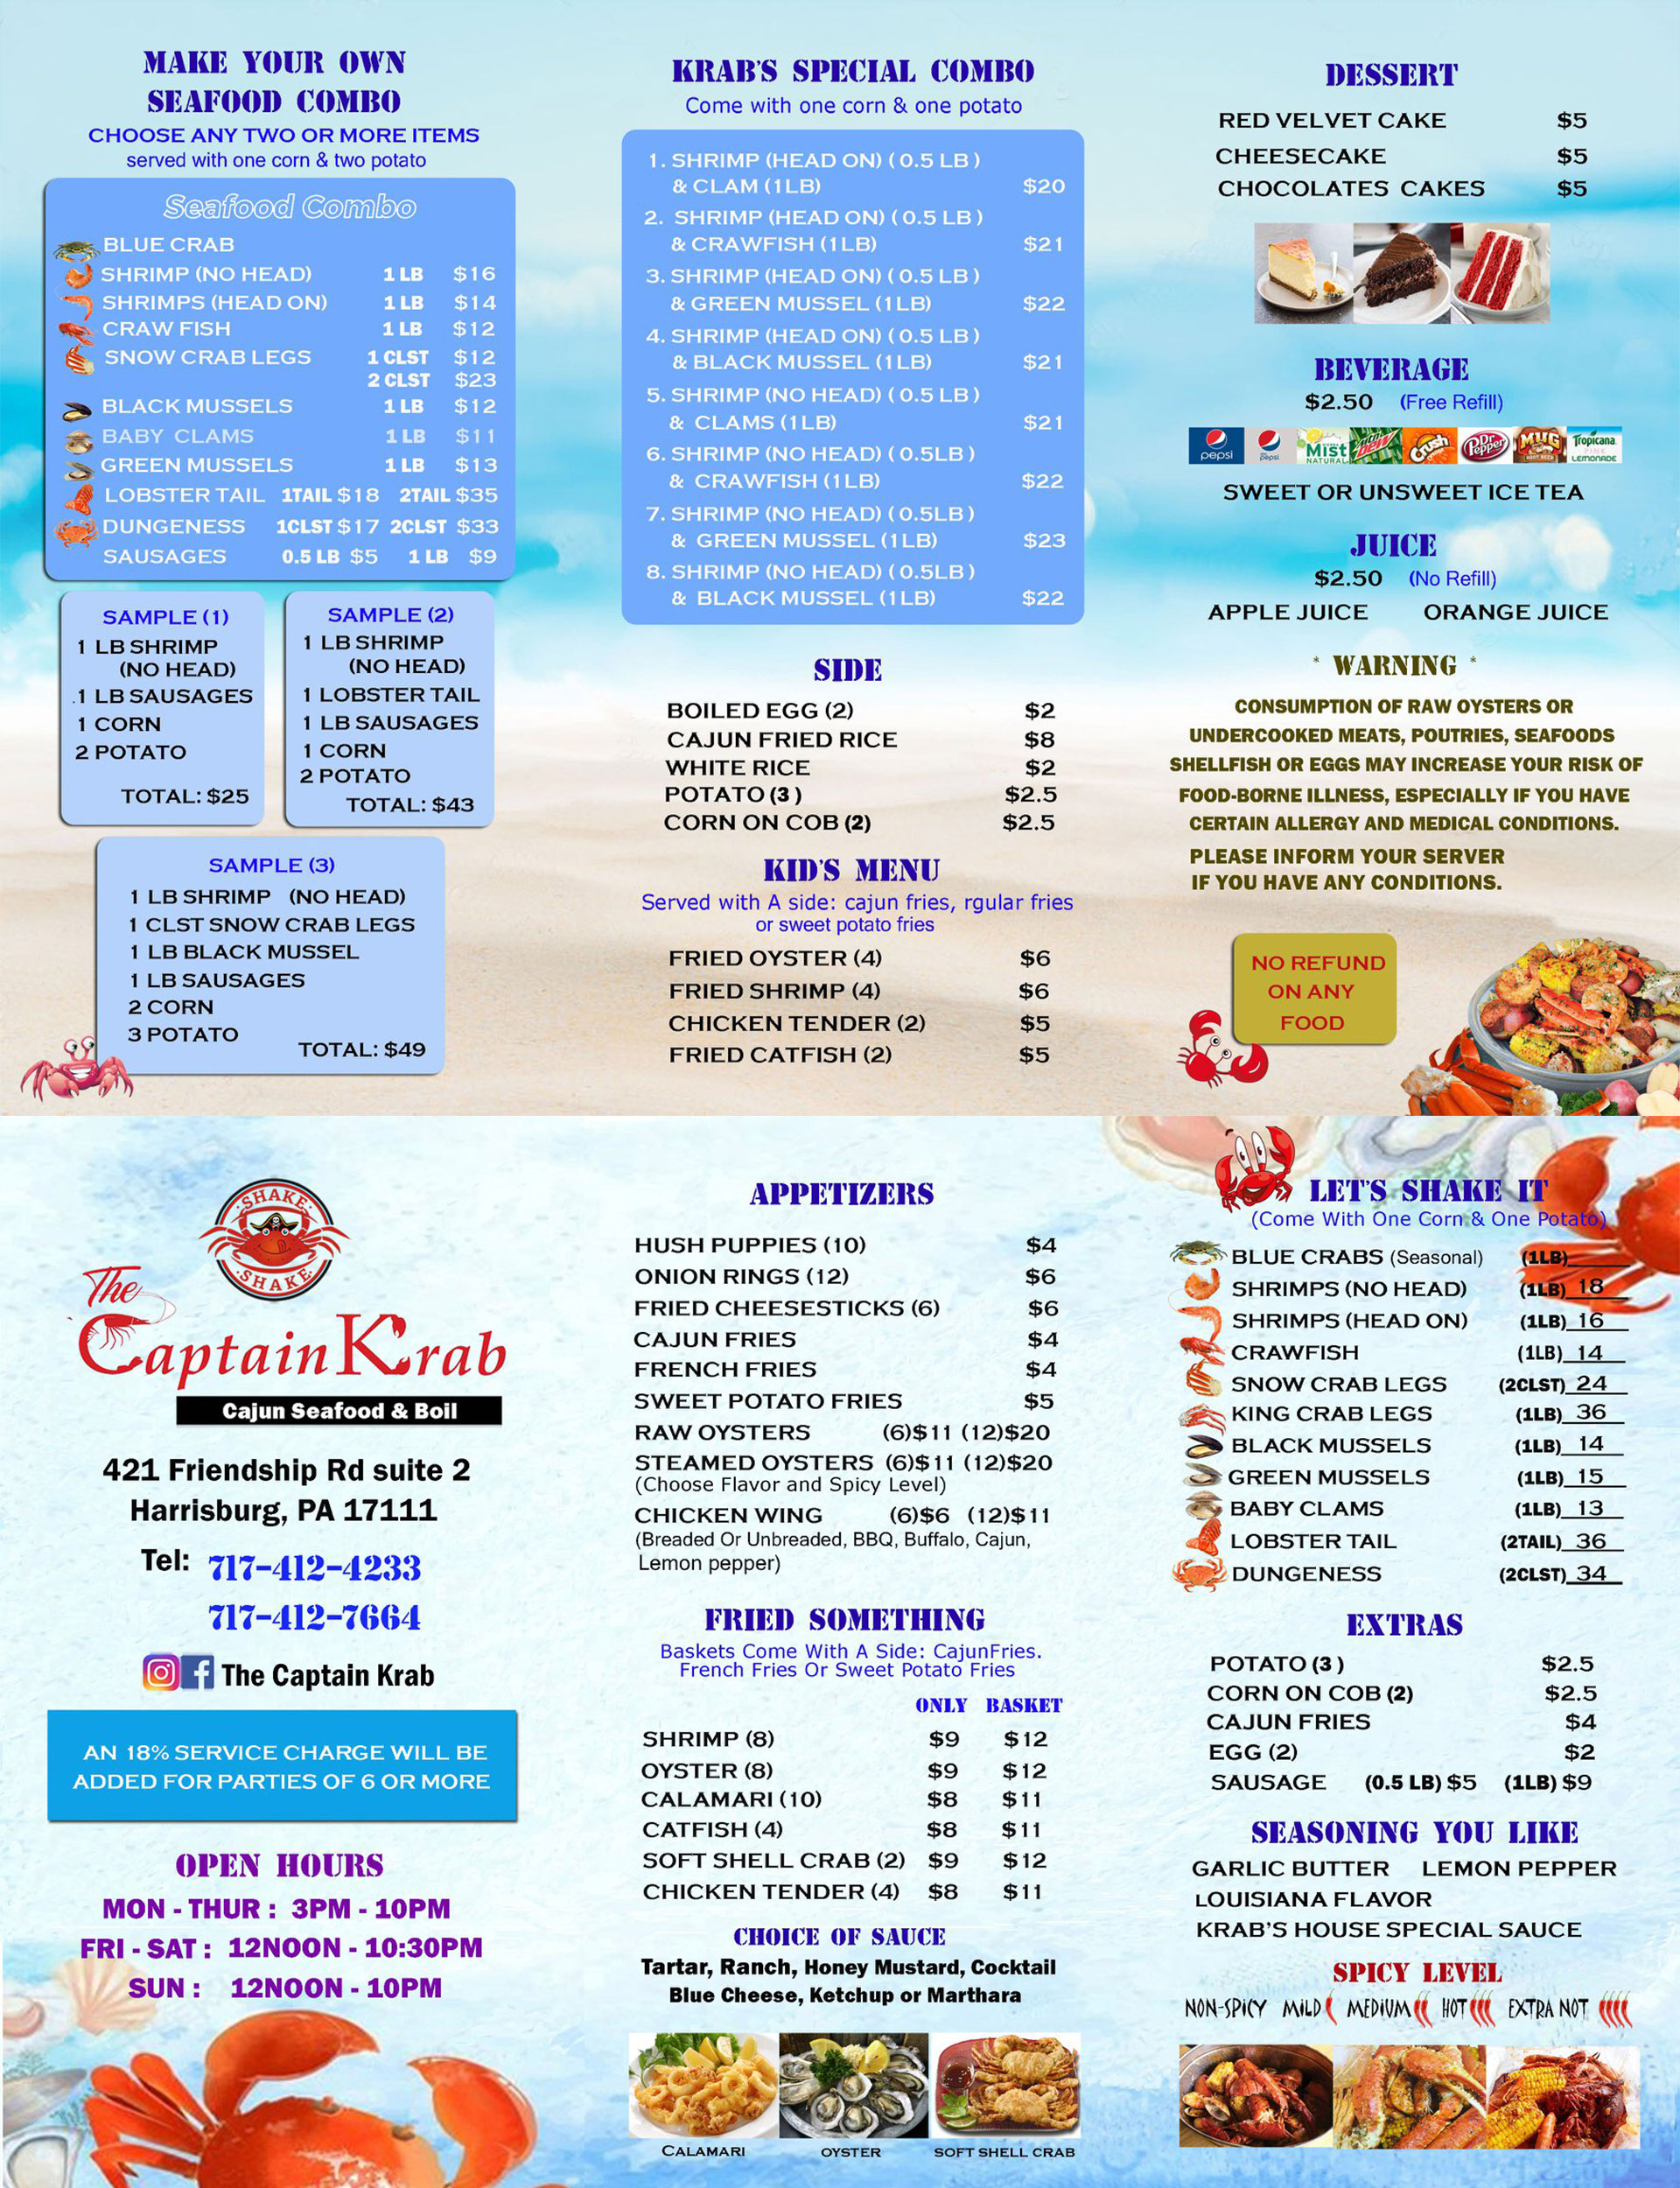 MAKE YOUR OWN
SEAFOOD COMBO
CHOOSE ANY TWO OR MORE ITEMS
served with one corn & two potato
Seafood Combo
BLUE CRAB
SHRIMP (NO HEAD) 1 LB $16
SHRIMPS (HEAD ON) 1 LB $14
CRAW FISH 1 LB $12
SNOW CRAB LEGS 1 CLST $12
2 CLST $23
BLACK MUSSELS 1 LB $12
BABY CLAMS 1 LB $11
GREEN MUSSELS 1 LB $13
LOBSTER TAIL 1TAIL $18 2TAIL $35
DUNGENESS 1CLST $17 2CLST $33
SAUSAGES 0.5 LB $5 1 LB $9
SAMPLE (1)
1 LB SHRIMP
(NO HEAD)
.1 LB SAUSAGES
1 CORN
2 POTATO
TOTAL: $25
SAMPLE (2)
1 LB SHRIMP
(NO HEAD)
1 LOBSTER TAIL
1 LB SAUSAGES
1 CORN
2 POTATO
TOTAL: $43
SAMPLE (3)
1 LB SHRIMP (NO HEAD)
1 CLST SNOW CRAB LEGS
1 LB BLACK MUSSEL
1 LB SAUSAGES
2 CORN
3 POTATO
TOTAL: $49
KRAB'S SPECIAL COMBO
Come with one corn & one potato
1. SHRIMP (HEAD ON) ( 0.5 LB )
& CLAM (1LB) $20
2. SHRIMP (HEAD ON) ( 0.5 LB )
& CRAWFISH (1LB) $21
3. SHRIMP (HEAD ON) ( 0.5 LB )
& GREEN MUSSEL (1LB) $22
4. SHRIMP (HEAD ON) ( 0.5 LB )
& BLACK MUSSEL (1LB) $21
5. SHRIMP (NO HEAD) ( 0.5 LB )
& CLAMS (1LB) $21
6. SHRIMP (NO HEAD) ( 0.5LB )
& CRAWFISH (1LB) $22
7. SHRIMP (NO HEAD) ( 0.5LB )
& GREEN MUSSEL (1LB) $23
8. SHRIMP (NO HEAD) ( 0.5LB )
& BLACK MUSSEL (1LB) $22
SIDE
BOILED EGG (2) $2
CAJUN FRIED RICE $8
WHITE RICE $2
POTATO (3 ) $2.5
CORN ON COB (2) $2.5
KID'S MENU
Served with A side: cajun fries, rgular fries
or sweet potato fries
FRIED OYSTER (4) $6
FRIED SHRIMP (4) $6
CHICKEN TENDER (2) $5
FRIED CATFISH (2) $5
DESSERT
RED VELVET CAKE $5
CHEESECAKE $5
CHOCOLATES CAKES $5
BEVERAGE
$2.50 (Free Refill)
pepsi pepsi Mist NATURAL Mtn Dew Crush Dr Pepper MUG ROOT BEER Tropicana PINK LEMONADE
SWEET OR UNSWEET ICE TEA
JUICE
$2.50 (No Refill)
APPLE JUICE ORANGE JUICE
* WARNING *
CONSUMPTION OF RAW OYSTERS OR
UNDERCOOKED MEATS, POUTRIES, SEAFOODS
SHELLFISH OR EGGS MAY INCREASE YOUR RISK OF
FOOD-BORNE ILLNESS, ESPECIALLY IF YOU HAVE
CERTAIN ALLERGY AND MEDICAL CONDITIONS.
PLEASE INFORM YOUR SERVER
IF YOU HAVE ANY CONDITIONS.
NO REFUND
ON ANY
FOOD
SHAKE
SHAKE
The
Captain Krab
Cajun Seafood & Boil
421 Friendship Rd suite 2
Harrisburg, PA 17111
Tel: 717-412-4233
717-412-7664
The Captain Krab
AN 18% SERVICE CHARGE WILL BE
ADDED FOR PARTIES OF 6 OR MORE
OPEN HOURS
MON - THUR : 3PM - 10PM
FRI - SAT : 12NOON - 10:30PM
SUN : 12NOON - 10PM
APPETIZERS
HUSH PUPPIES (10) $4
ONION RINGS (12) $6
FRIED CHEESESTICKS (6) $6
CAJUN FRIES $4
FRENCH FRIES $4
SWEET POTATO FRIES $5
RAW OYSTERS (6)$11 (12)$20
STEAMED OYSTERS (6)$11 (12)$20
(Choose Flavor and Spicy Level)
CHICKEN WING (6)$6 (12)$11
(Breaded Or Unbreaded, BBQ, Buffalo, Cajun,
Lemon pepper)
FRIED SOMETHING
Baskets Come With A Side: CajunFries.
French Fries Or Sweet Potato Fries
ONLY BASKET
SHRIMP (8) $9 $12
OYSTER (8) $9 $12
CALAMARI (10) $8 $11
CATFISH (4) $8 $11
SOFT SHELL CRAB (2) $9 $12
CHICKEN TENDER (4) $8 $11
CHOICE OF SAUCE
Tartar, Ranch, Honey Mustard, Cocktail
Blue Cheese, Ketchup or Marthara
CALAMARI OYSTER SOFT SHELL CRAB
LET'S SHAKE IT
(Come With One Corn & One Potato)
BLUE CRABS (Seasonal) (1LB)
SHRIMPS (NO HEAD) (1LB) 18
SHRIMPS (HEAD ON) (1LB) 16
CRAWFISH (1LB) 14
SNOW CRAB LEGS (2CLST) 24
KING CRAB LEGS (1LB) 36
BLACK MUSSELS (1LB) 14
GREEN MUSSELS (1LB) 15
BABY CLAMS (1LB) 13
LOBSTER TAIL (2TAIL) 36
DUNGENESS (2CLST) 34
EXTRAS
POTATO (3 ) $2.5
CORN ON COB (2) $2.5
CAJUN FRIES $4
EGG (2) $2
SAUSAGE (0.5 LB) $5 (1LB) $9
SEASONING YOU LIKE
GARLIC BUTTER LEMON PEPPER
LOUISIANA FLAVOR
KRAB'S HOUSE SPECIAL SAUCE
SPICY LEVEL
NON-SPICY MILD MEDIUM HOT EXTRA NOT